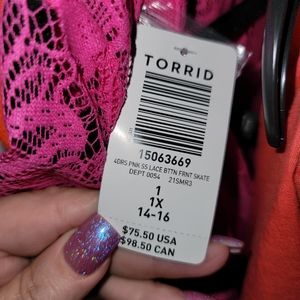 TORRID
15063669
4DRS PNK SS LACE BTTN FRNT SKATE
DEPT 0054 21SMR3
1
1X
14-16
$75.50 USA
$98.50 CAN